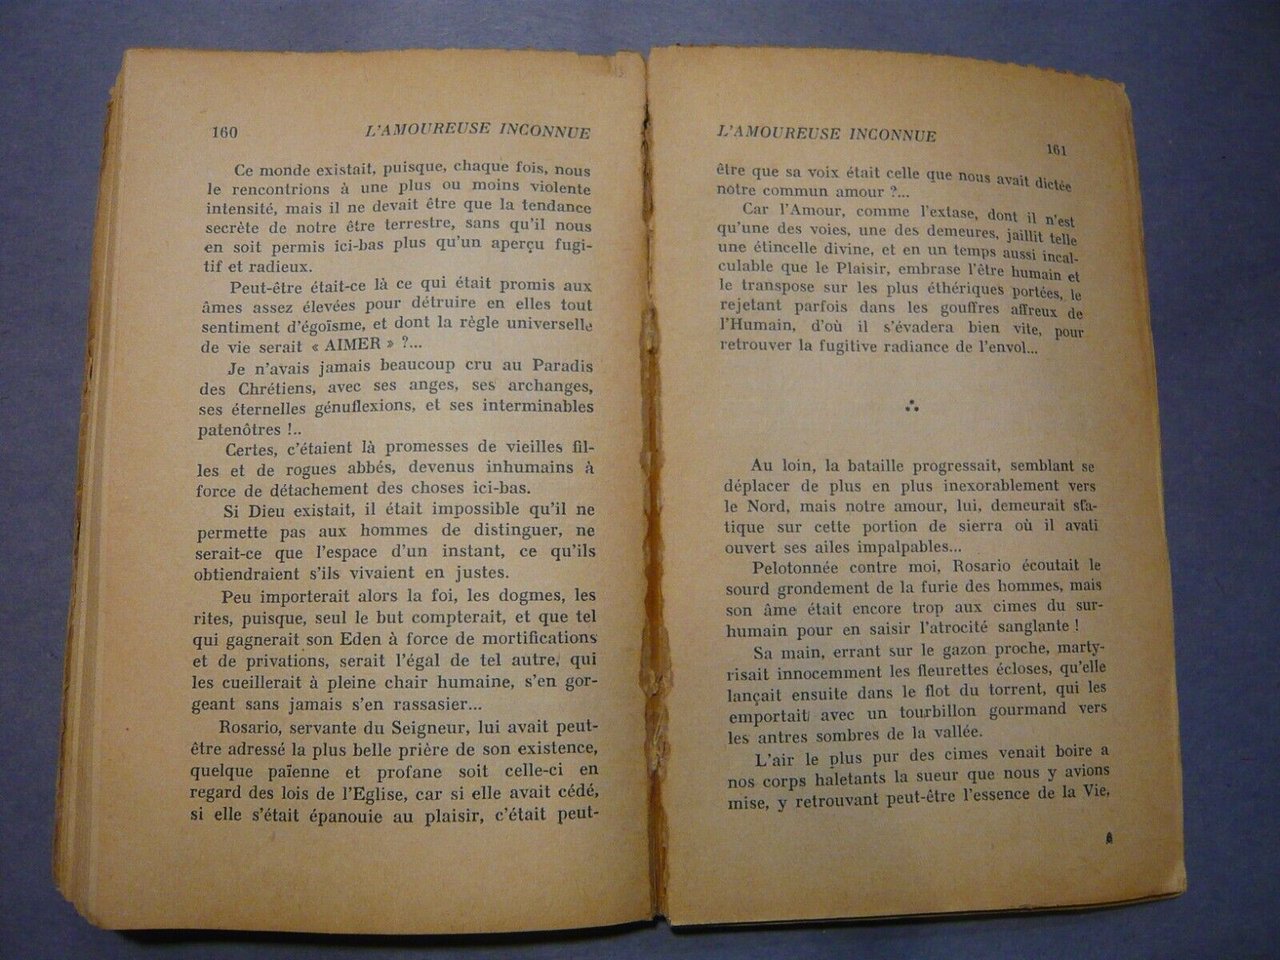 160 L'AMOUREUSE INCONNUE
Ce monde existait, puisque, chaque fois, nous
le rencontrions à une plus ou moins violente
intensité, mais il ne devait être que la tendance
secrète de notre être terrestre, sans qu'il nous
en soit permis ici-bas plus qu'un aperçu fugi-
tif et radieux.
Peut-être était-ce là ce qui était promis aux
âmes assez élevées pour détruire en elles tout
sentiment d'égoïsme, et dont la règle universelle
de vie serait « AIMER » ?...
Je n'avais jamais beaucoup cru au Paradis
des Chrétiens, avec ses anges, ses archanges,
ses éternelles génuflexions, et ses interminables
patenôtres !..
Certes, c'étaient là promesses de vieilles fil-
les et de rogues abbés, devenus inhumains à
force de détachement des choses ici-bas.
Si Dieu existait, il était impossible qu'il ne
permette pas aux hommes de distinguer, ne
serait-ce que l'espace d'un instant, ce qu'ils
obtiendraient s'ils vivaient en justes.
Peu importerait alors la foi, les dogmes, les
rites, puisque, seul le but compterait, et que tel
qui gagnerait son Eden à force de mortifications
et de privations, serait l'égal de tel autre, qui
les cueillerait à pleine chair humaine, s'en gor-
geant sans jamais s'en rassasier...
Rosario, servante du Seigneur, lui avait peut-
être adressé la plus belle prière de son existence,
quelque païenne et profane soit celle-ci en
regard des lois de l'Eglise, car si elle avait cédé,
si elle s'était épanouie au plaisir, c'était peut-
L'AMOUREUSE INCONNUE 161
être que sa voix était celle que nous avait dictée
notre commun amour ?...
Car l'Amour, comme l'extase, dont il n'est
qu'une des voies, une des demeures, jaillit telle
une étincelle divine, et en un temps aussi incal-
culable que le Plaisir, embrase l'être humain et
le transpose sur les plus éthériques portées, le
rejetant parfois dans les gouffres affreux de
l'Humain, d'où il s'évadera bien vite, pour
retrouver la fugitive radiance de l'envol...
⁂
Au loin, la bataille progressait, semblant se
déplacer de plus en plus inexorablement vers
le Nord, mais notre amour, lui, demeurait sta-
tique sur cette portion de sierra où il avati
ouvert ses ailes impalpables...
Pelotonnée contre moi, Rosario écoutait le
sourd grondement de la furie des hommes, mais
son âme était encore trop aux cimes du sur-
humain pour en saisir l'atrocité sanglante !
Sa main, errant sur le gazon proche, marty-
risait innocemment les fleurettes écloses, qu'elle
lançait ensuite dans le flot du torrent, qui les
emportait avec un tourbillon gourmand vers
les antres sombres de la vallée.
L'air le plus pur des cimes venait boire a
nos corps haletants la sueur que nous y avions
mise, y retrouvant peut-être l'essence de la Vie,
6